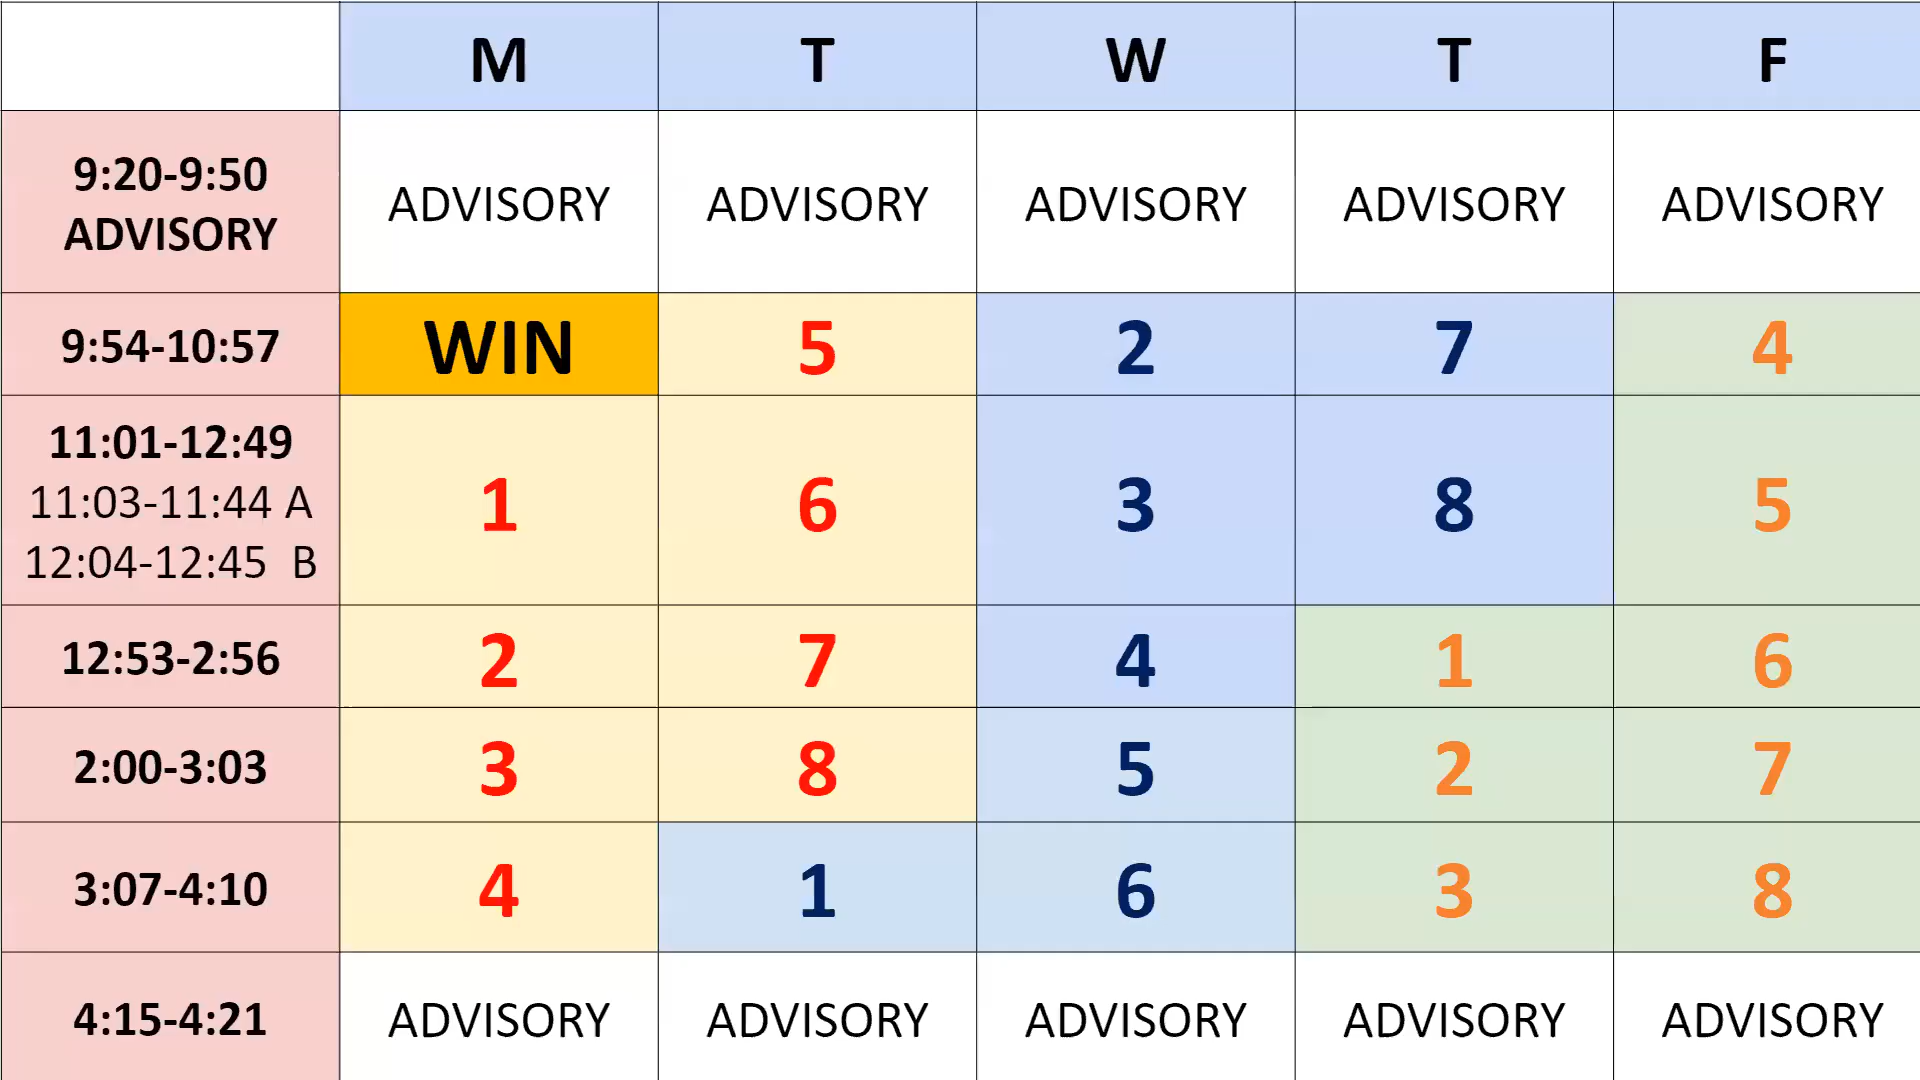 M T W T F
9:20-9:50
ADVISORY
ADVISORY ADVISORY ADVISORY ADVISORY ADVISORY
9:54-10:57 WIN 5 2 7 4
11:01-12:49
11:03-11:44 A
12:04-12:45 B
1 6 3 8 5
12:53-2:56 2 7 4 1 6
2:00-3:03 3 8 5 2 7
3:07-4:10 4 1 6 3 8
4:15-4:21 ADVISORY ADVISORY ADVISORY ADVISORY ADVISORY